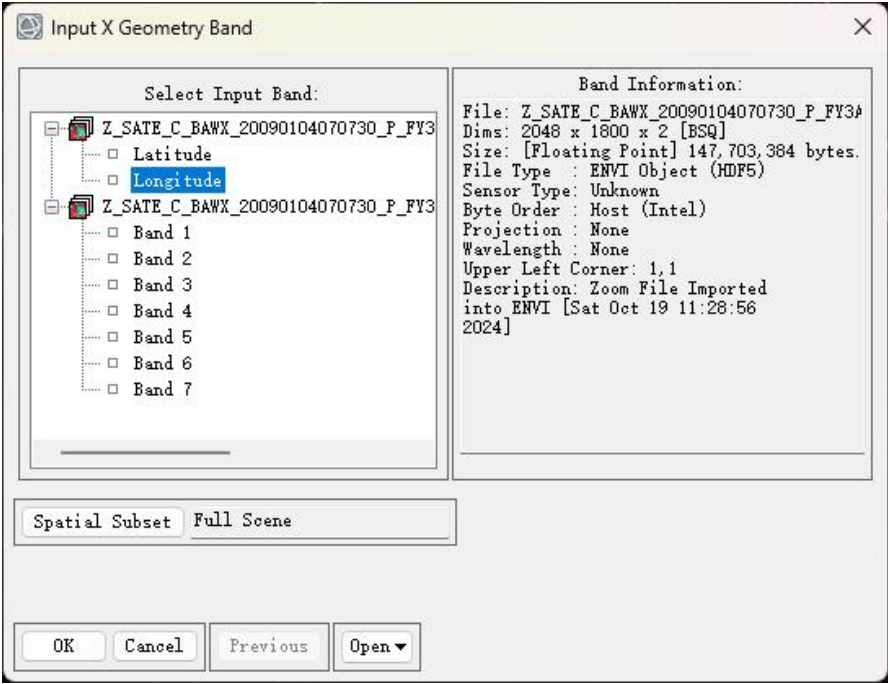 Input X Geometry Band
Select Input Band:
Z_SATE_C_BAWX_20090104070730_P_FY3
Latitude
Longitude
Z_SATE_C_BAWX_20090104070730_P_FY3
Band 1
Band 2
Band 3
Band 4
Band 5
Band 6
Band 7
Band Information:
File: Z_SATE_C_BAWX_20090104070730_P_FY3A
Dims: 2048 x 1800 x 2 [BSQ]
Size: [Floating Point] 147,703,384 bytes.
File Type : ENVI Object (HDF5)
Sensor Type: Unknown
Byte Order : Host (Intel)
Projection : None
Wavelength : None
Upper Left Corner: 1,1
Description: Zoom File Imported
into ENVI [Sat Oct 19 11:28:56
2024]
Spatial Subset Full Scene
OK Cancel Previous Open